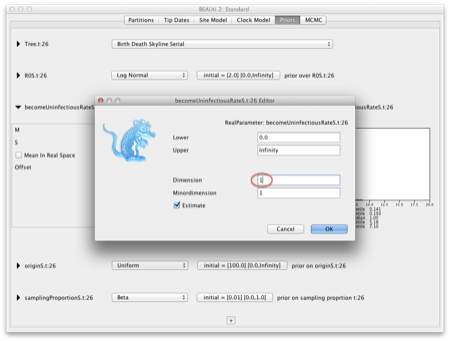 BEAUti 2: Standard
Partitions Tip Dates Site Model Clock Model Priors MCMC
Tree.t:26 Birth Death Skyline Serial
R0S.t:26 Log Normal initial = [2.0] [0.0,Infinity] prior over R0S.t:26
becomeUninfectiousRateS.t:26 Editor
becomeUninfectiousRate
RateS.t:26
RealParameter: becomeUninfectiousRateS.t:26
M
S
Mean In Real Space
Offset
Lower 0.0
Upper Infinity
Dimension 1
Minordimension 1
Estimate
Cancel OK
originS.t:26 Uniform initial = [100.0] [0.0,Infinity] prior on originS.t:26
samplingProportionS.t:26 Beta initial = [0.01] [0.0,1.0] prior on sampling proprtion t:26
+